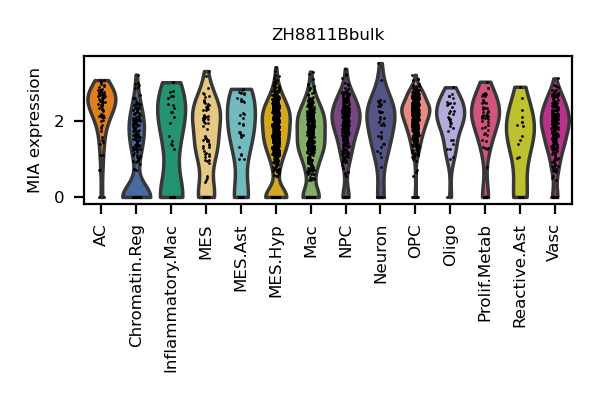 ZH8811Bbulk
MIA expression
2
0
AC
Chromatin.Reg
Inflammatory.Mac
MES
MES.Ast
MES.Hyp
Mac
NPC
Neuron
OPC
Oligo
Prolif.Metab
Reactive.Ast
Vasc